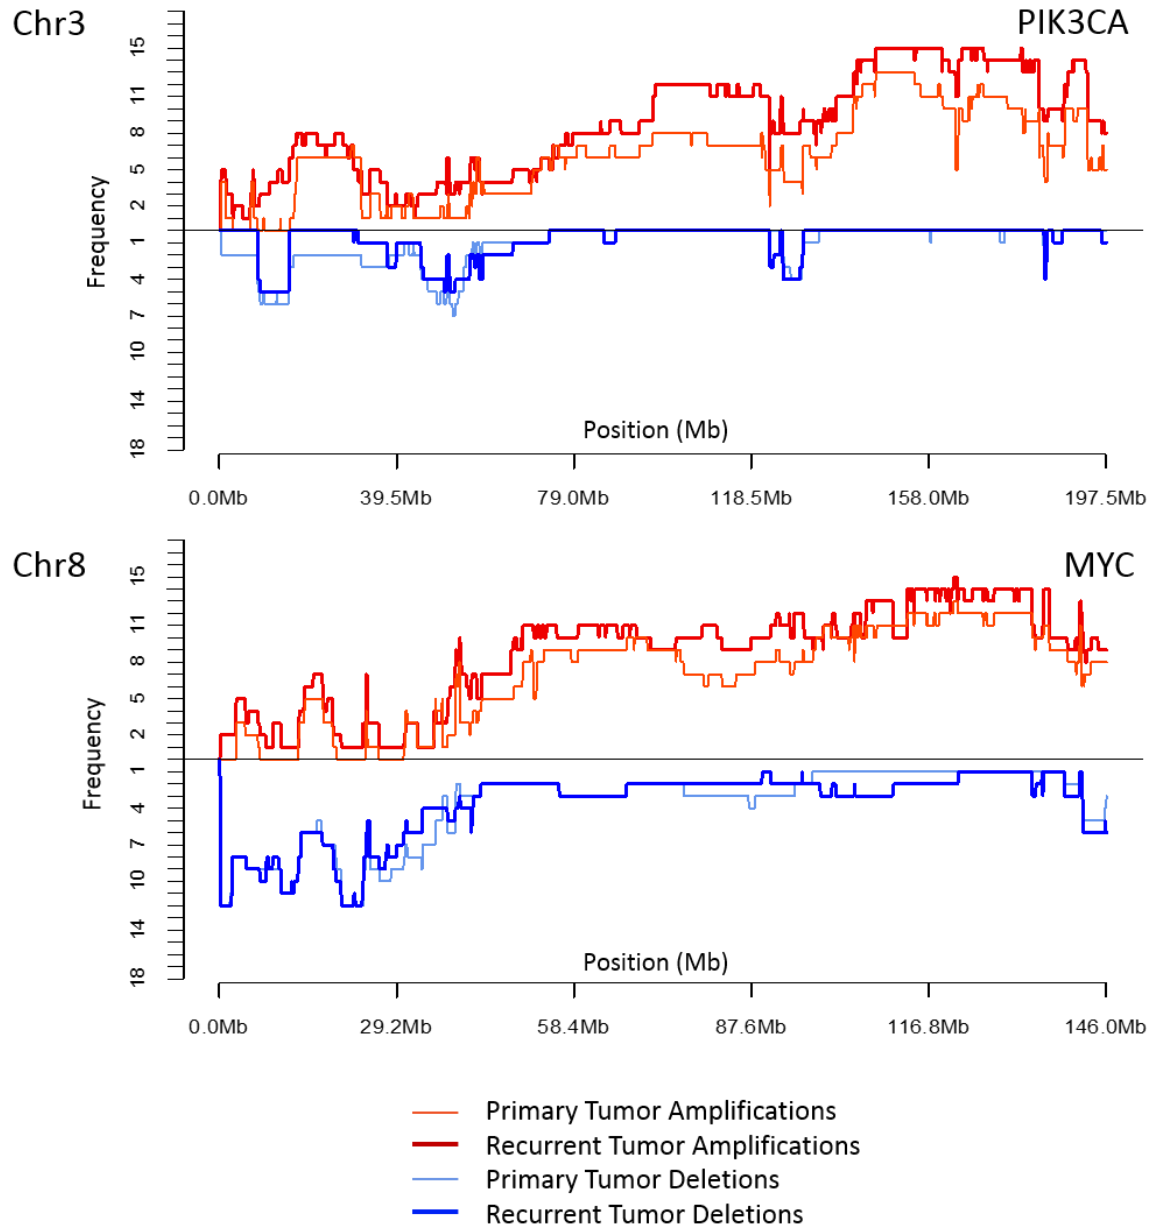 Chr3
PIK3CA
15
11
8
5
2
1
4
7
10
14
18
Frequency
Position (Mb)
0.0Mb 39.5Mb 79.0Mb 118.5Mb 158.0Mb 197.5Mb
Chr8
MYC
15
11
8
5
2
1
4
7
10
14
18
Frequency
Position (Mb)
0.0Mb 29.2Mb 58.4Mb 87.6Mb 116.8Mb 146.0Mb
Primary Tumor Amplifications
Recurrent Tumor Amplifications
Primary Tumor Deletions
Recurrent Tumor Deletions